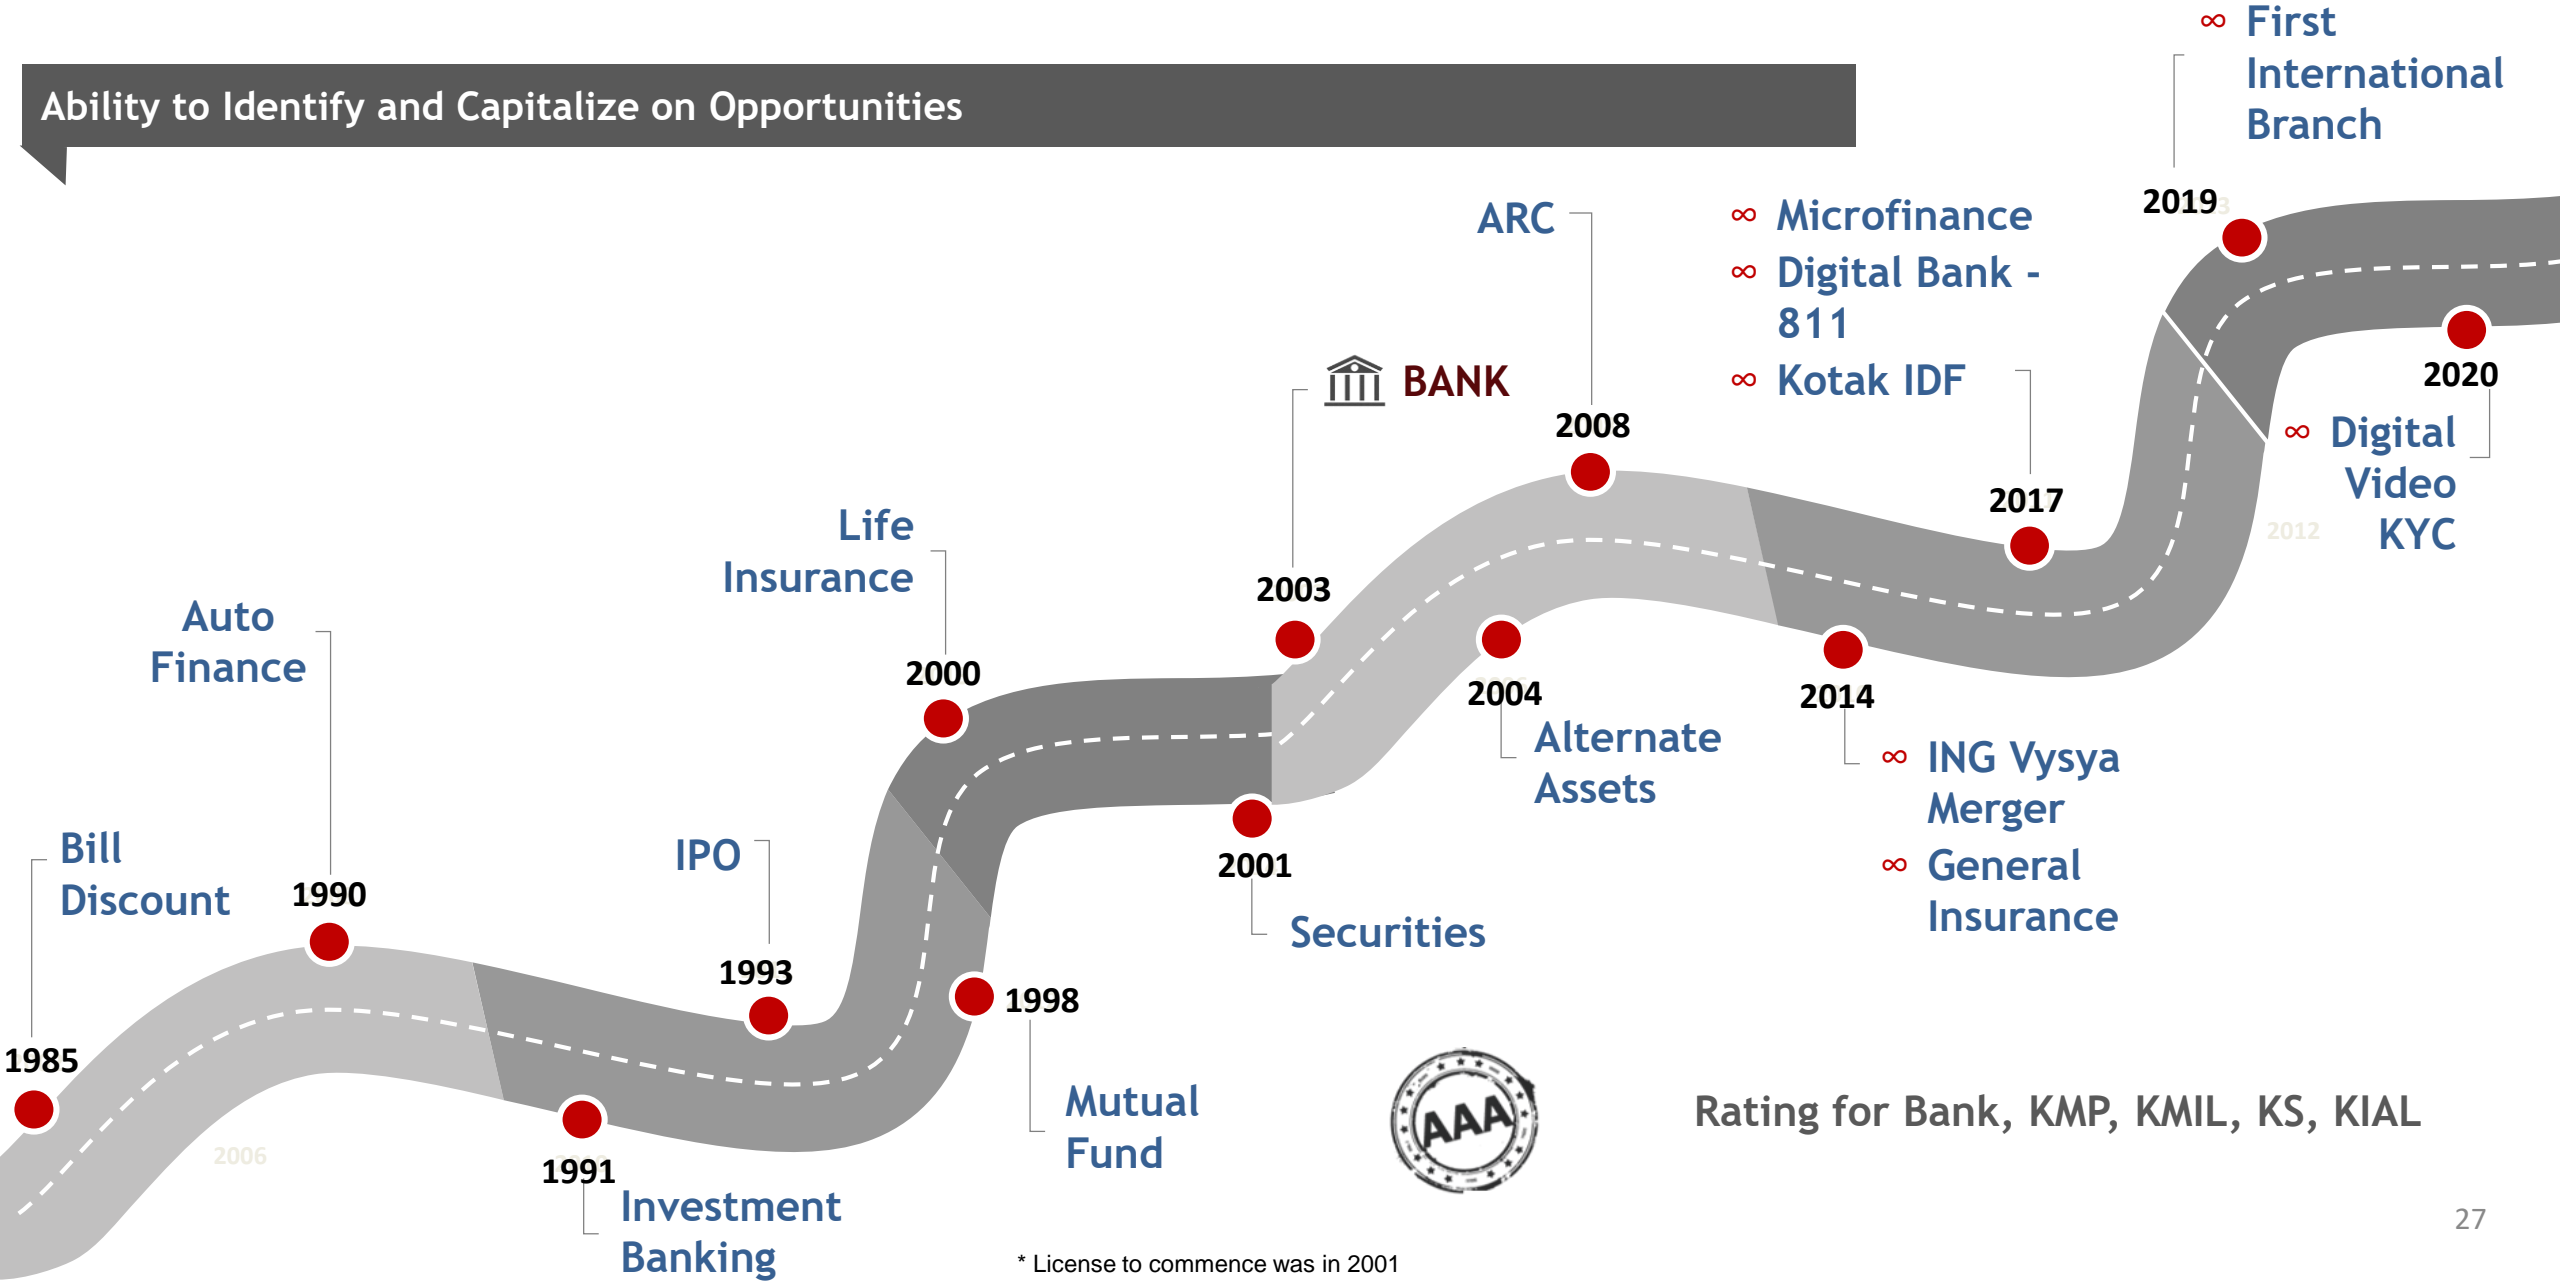 Ability to Identify and Capitalize on Opportunities
∞ First
International
Branch
2019
ARC
2008
∞ Microfinance
∞ Digital Bank -
811
∞ Kotak IDF
2017
2020
∞ Digital
Video
KYC
2012
BANK
2003
2004
Alternate
Assets
2014
∞ ING Vysya
Merger
∞ General
Insurance
Life
Insurance
2000
2001
Securities
Auto
Finance
1990
IPO
1993
1998
Mutual
Fund
Bill
Discount
1985
2006
1991
Investment
Banking
AAA
Rating for Bank, KMP, KMIL, KS, KIAL
* License to commence was in 2001
27